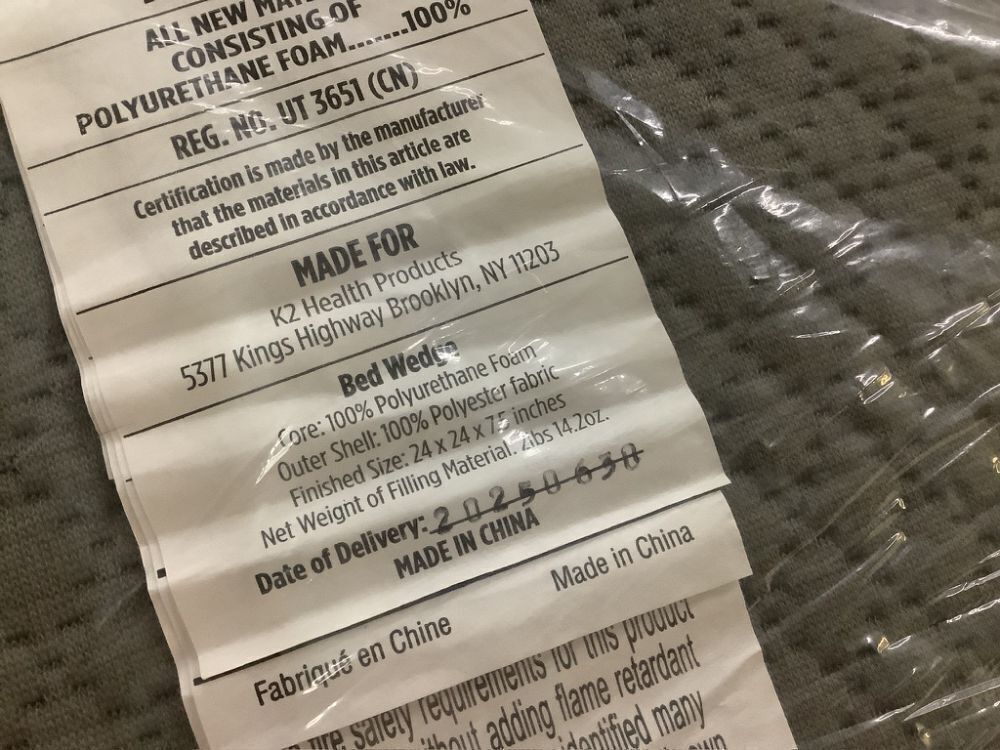 ALL NEW
CONSISTING OF
POLYURETHANE FOAM.......100%
REG. NO. UT 3651 (CN)
Certification is made by the manufacturer
that the materials in this article are
described in accordance with law.
MADE FOR
K2 Health Products
5377 Kings Highway Brooklyn, NY 11203
Bed Wedge
Core: 100% Polyurethane Foam
Outer Shell: 100% Polyester fabric
Finished Size: 24 x 24 x 7.5 inches
Net Weight of Filling Material: 2lbs 14.2oz.
Date of Delivery: 20250630
MADE IN CHINA
Fabriqué en Chine Made in China
safety requirements for this product
adding flame retardant
many